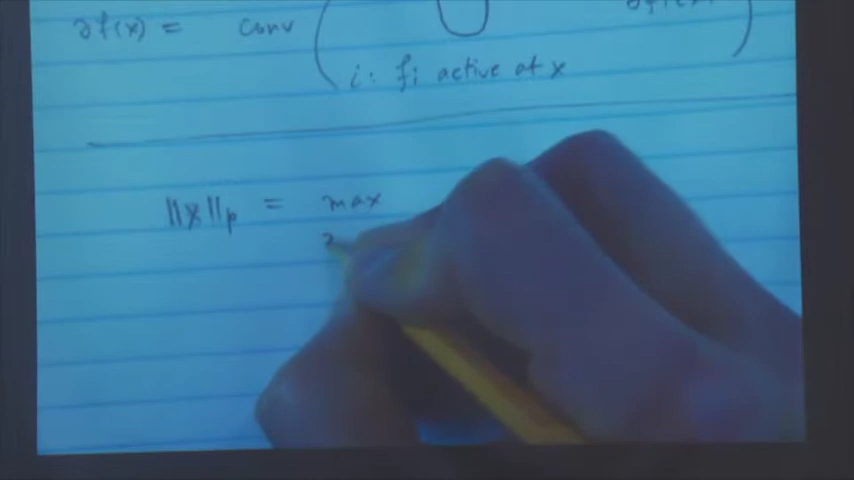 ∂f(x) = conv ( ∪ ∂f(x) )
i: fi active at x
||x||p = max
z